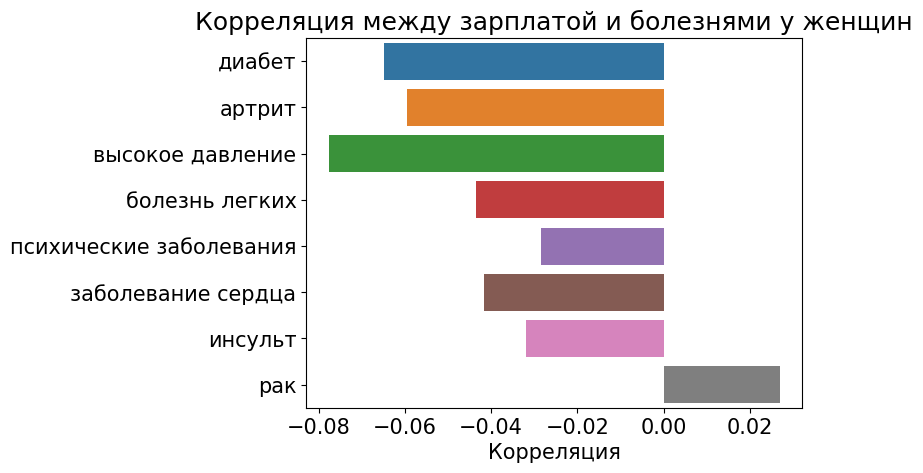 Корреляция между зарплатой и болезнями у женщин
диабет
артрит
высокое давление
болезнь легких
психические заболевания
заболевание сердца
инсульт
рак
−0.08 −0.06 −0.04 −0.02 0.00 0.02
Корреляция